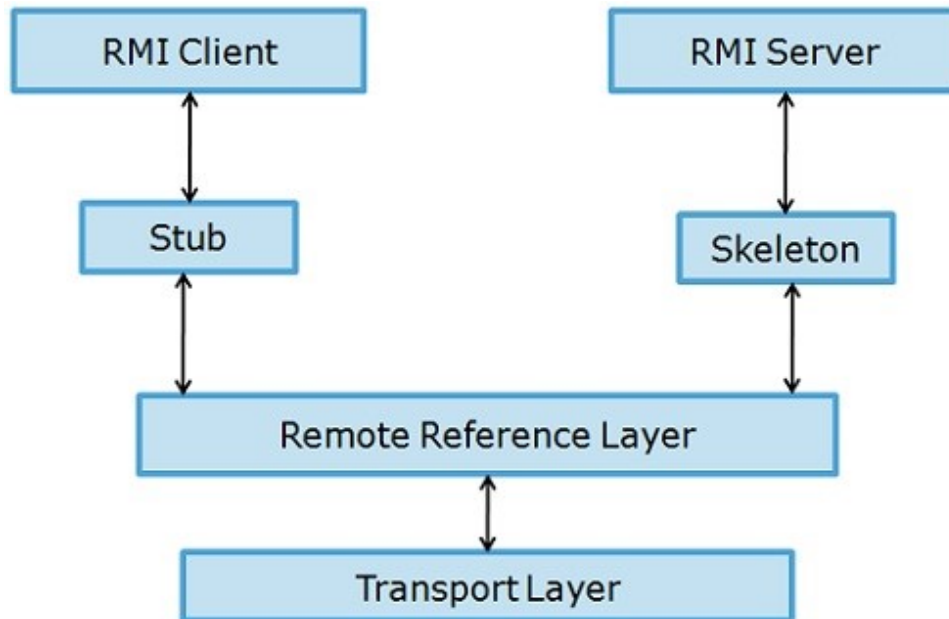 RMI Client
RMI Server
Stub
Skeleton
Remote Reference Layer
Transport Layer